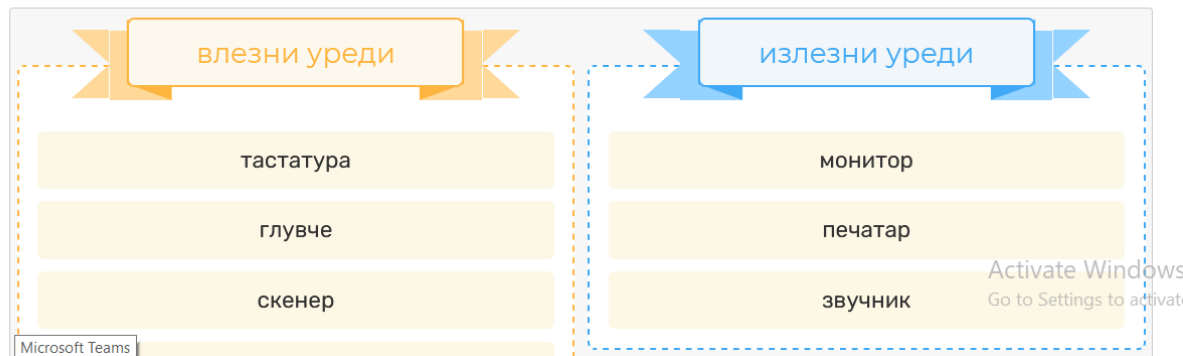 влезни уреди
излезни уреди
тастатура
монитор
глувче
печатар
скенер
звучник
Activate Windows
Go to Settings to activate
Microsoft Teams